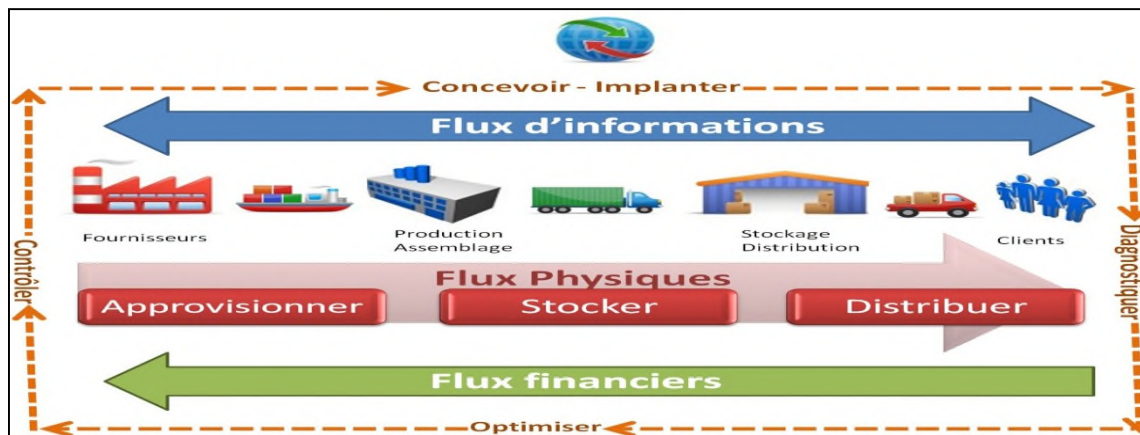 Concevoir - Implanter
Flux d'informations
Fournisseurs
Production
Assemblage
Stockage
Distribution
Clients
Contrôler
Diagnostiquer
Flux Physiques
Approvisionner
Stocker
Distribuer
Flux financiers
Optimiser